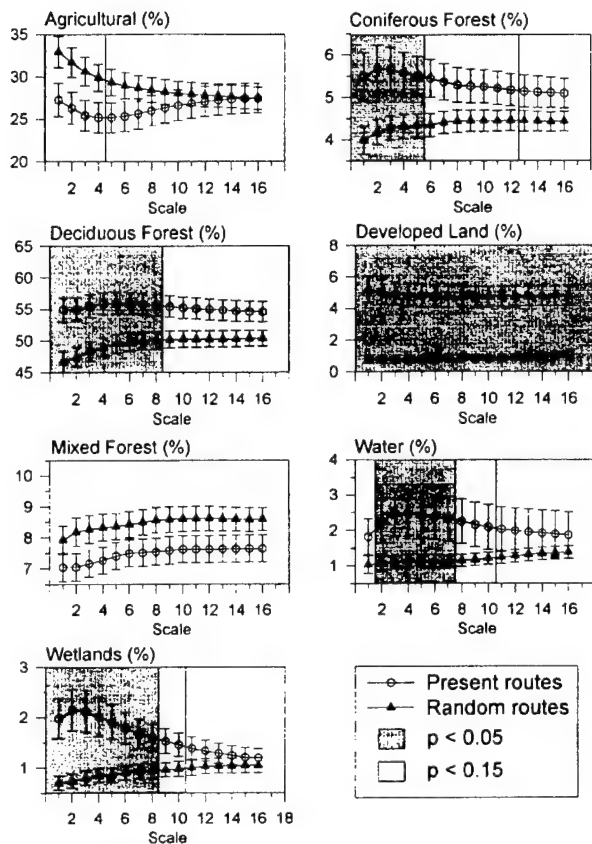 Agricultural (%)
35
30
25
20
2 4 6 8 10 12 14 16
Scale
Coniferous Forest (%)
6
5
4
2 4 6 8 10 12 14 16
Scale
Deciduous Forest (%)
65
60
55
50
45
2 4 6 8 10 12 14 16
Scale
Developed Land (%)
8
6
4
2
0
2 4 6 8 10 12 14 16
Scale
Mixed Forest (%)
10
9
8
7
2 4 6 8 10 12 14 16
Scale
Water (%)
4
3
2
1
2 4 6 8 10 12 14 16
Scale
Wetlands (%)
3
2
1
2 4 6 8 10 12 14 16 18
Scale
Present routes
Random routes
p < 0.05
p < 0.15